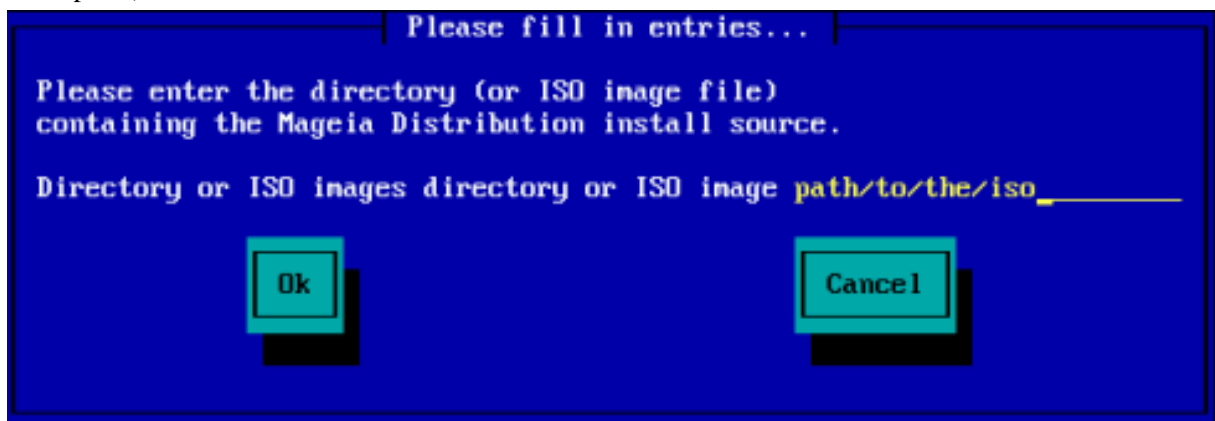 Please fill in entries...
Please enter the directory (or ISO image file)
containing the Mageia Distribution install source.
Directory or ISO images directory or ISO image path/to/the/iso_
Ok Cancel